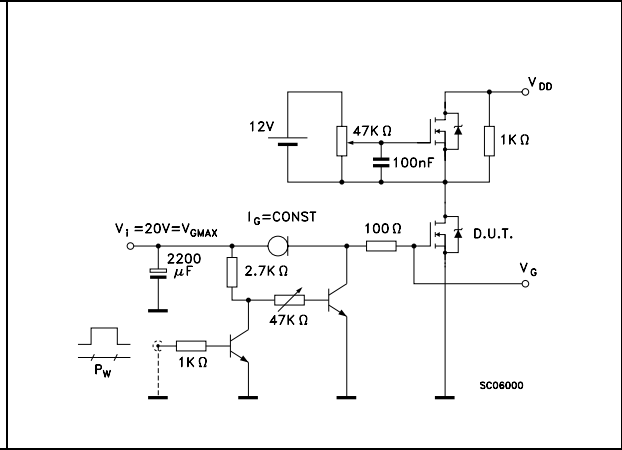 V DD
12V
47K Ω
1K Ω
100nF
I G =CONST
V i =20V=V GMAX
100 Ω
D.U.T.
2200
μF
2.7K Ω
V G
47K Ω
1K Ω
P W
SC06000